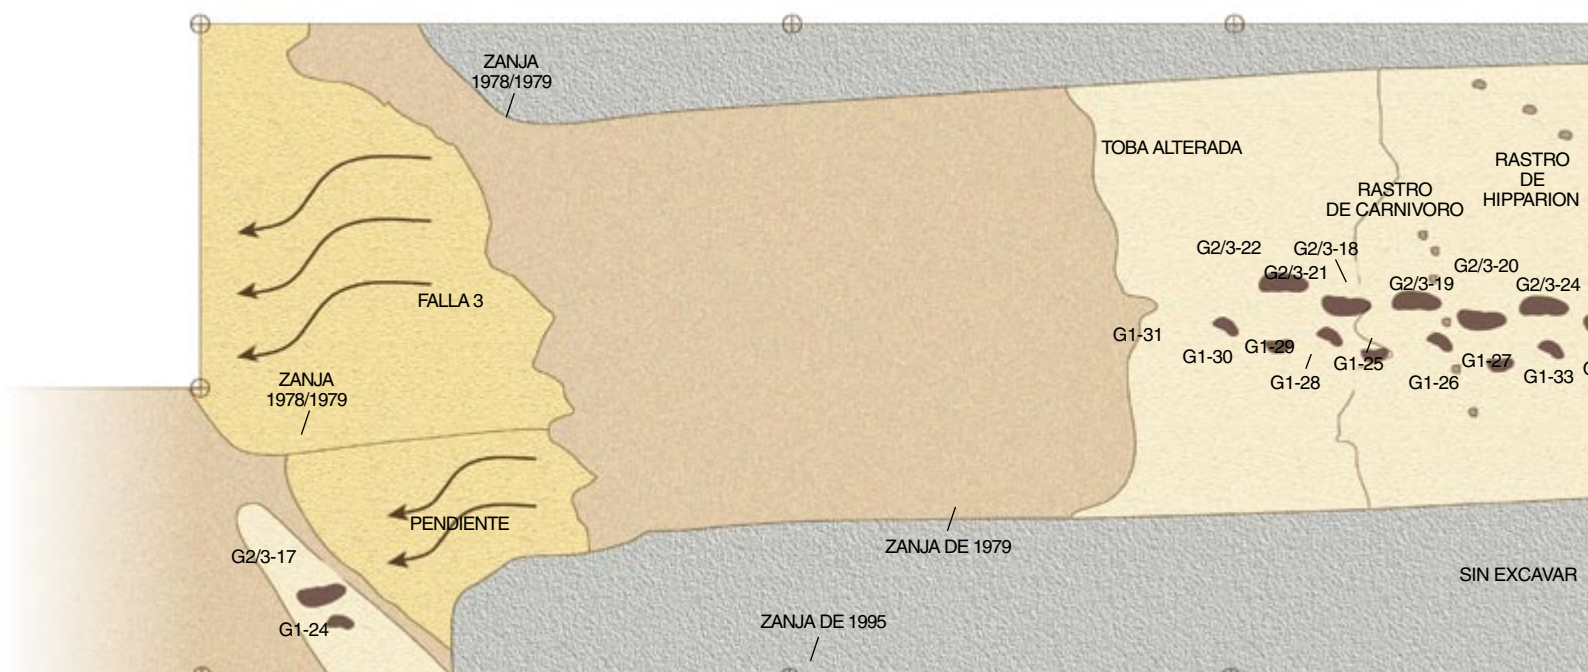 ZANJA
1978/1979
TOBA ALTERADA
RASTRO
DE
HIPPARION
RASTRO
DE CARNIVORO
G2/3-22
G2/3-18
G2/3-21
G2/3-20
G2/3-19
G2/3-24
FALLA 3
G1-31
G1-30
G1-29
G1-25
G1-27
G1-28
G1-26
G1-33
ZANJA
1978/1979
PENDIENTE
G2/3-17
ZANJA DE 1979
SIN EXCAVAR
G1-24
ZANJA DE 1995